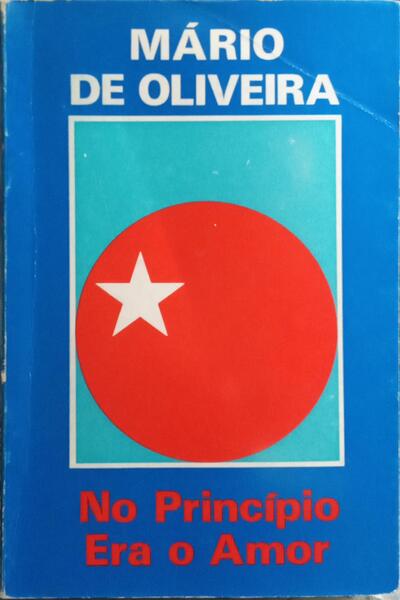 MÁRIO
DE OLIVEIRA
No Princípio
Era o Amor